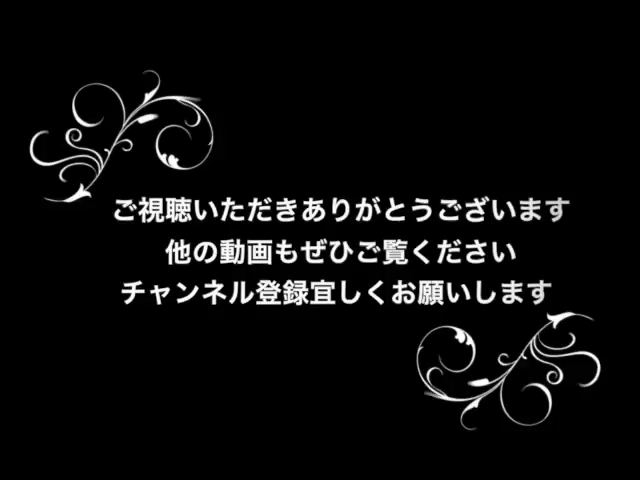 ご視聴いただきありがとうございます
他の動画もぜひご覧ください
チャンネル登録宜しくお願いします